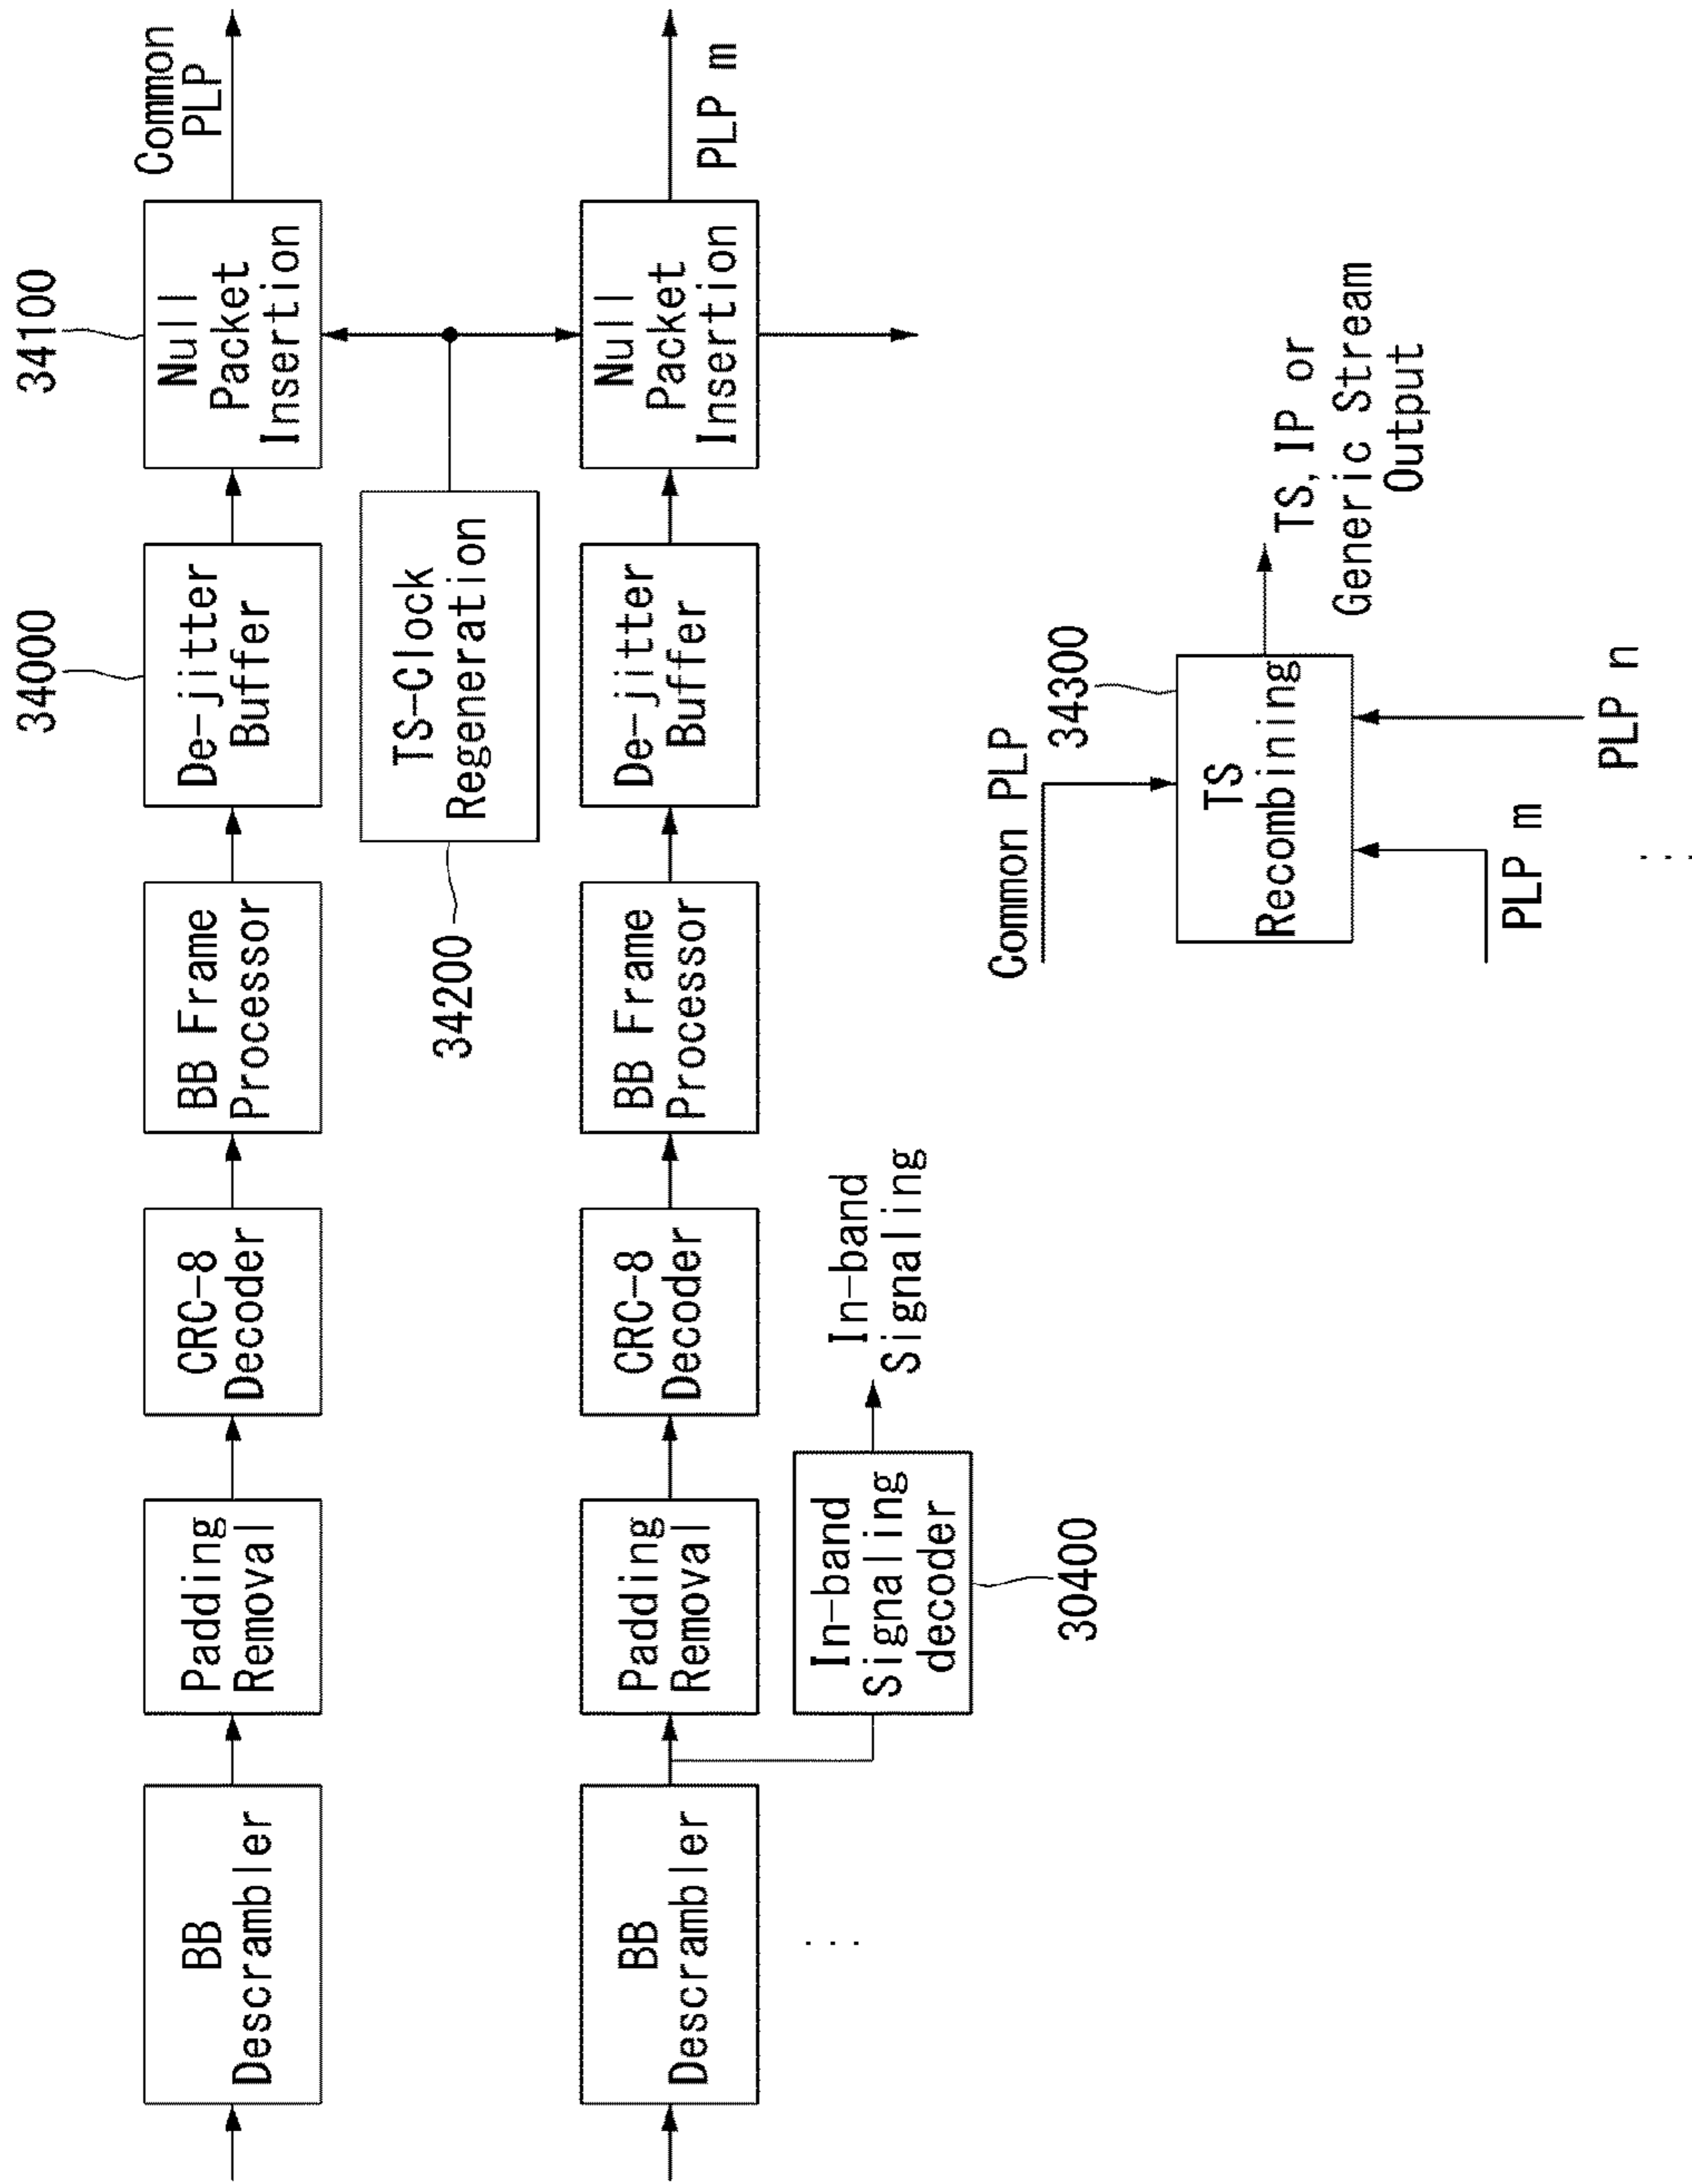 34000
34100
BB
Descrambler
Padding
Removal
CRC-8
Decoder
BB Frame
Processor
De-jitter
Buffer
Null
Packet
Insertion
Common
PLP
34200
TS-Clock
Regeneration
BB
Descrambler
Padding
Removal
CRC-8
Decoder
BB Frame
Processor
De-jitter
Buffer
Null
Packet
Insertion
PLP m
...
In-band
Signaling
decoder
In-band
Signaling
30400
Common PLP
34300
TS
Recombining
TS, IP or
Generic Stream
Output
PLP m
PLP n
...